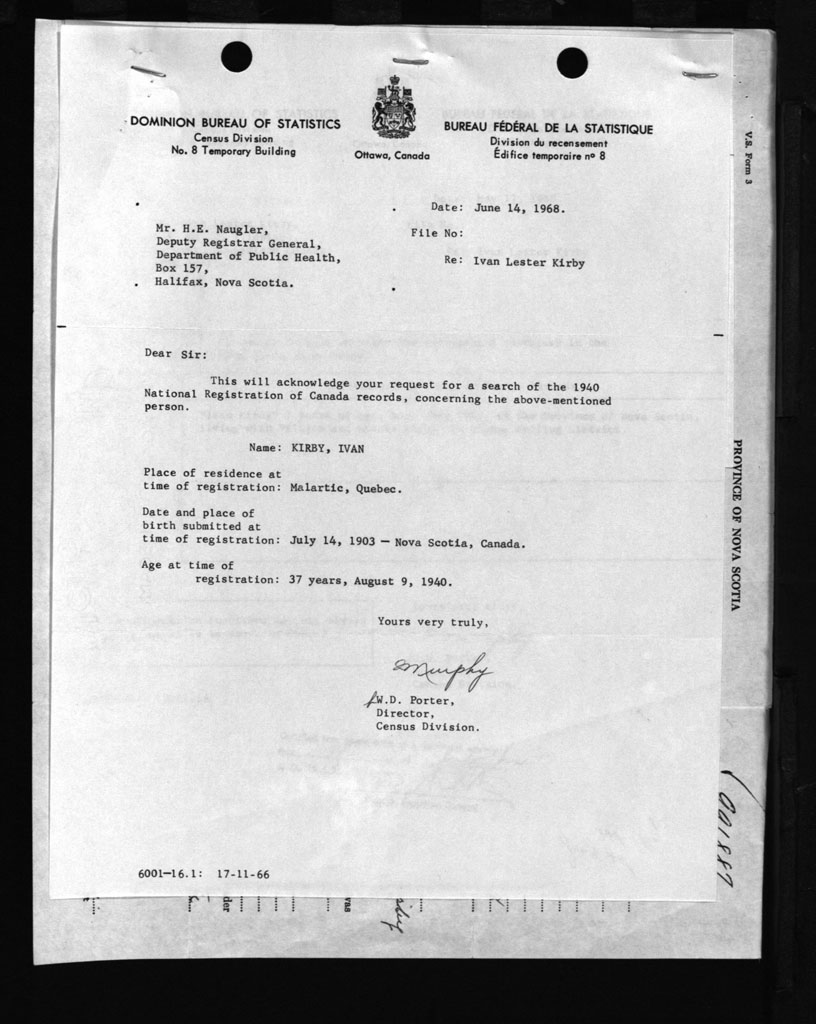 DOMINION BUREAU OF STATISTICS
Census Division
No. 8 Temporary Building
Ottawa, Canada
BUREAU FÉDÉRAL DE LA STATISTIQUE
Division du recensement
Édifice temporaire nº 8
V.S. Form 3
Date: June 14, 1968.
Mr. H.E. Naugler,
Deputy Registrar General,
Department of Public Health,
Box 157,
Halifax, Nova Scotia.
File No:
Re: Ivan Lester Kirby
Dear Sir:
This will acknowledge your request for a search of the 1940
National Registration of Canada records, concerning the above-mentioned
person.
Name: KIRBY, IVAN
Place of residence at
time of registration: Malartic, Quebec.
Date and place of
birth submitted at
time of registration: July 14, 1903 — Nova Scotia, Canada.
Age at time of
registration: 37 years, August 9, 1940.
Yours very truly,
Murphy
W.D. Porter,
Director,
Census Division.
6001-16.1: 17-11-66
PROVINCE OF NOVA SCOTIA
001887